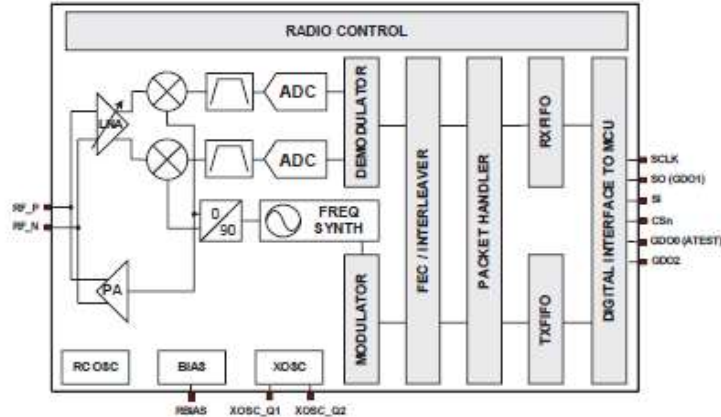 RADIO CONTROL
LNA
ADC
ADC
DEMODULATOR
FEC / INTERLEAVER
PACKET HANDLER
RXFIFO
DIGITAL INTERFACE TO MCU
SCLK
SO (GDO1)
SI
CSn
GDO0 (ATEST)
GDO2
RF_P
RF_N
0
90
FREQ
SYNTH
PA
MODULATOR
TXFIFO
RC OSC
BIAS
XOSC
RBIAS
XOSC_Q1
XOSC_Q2